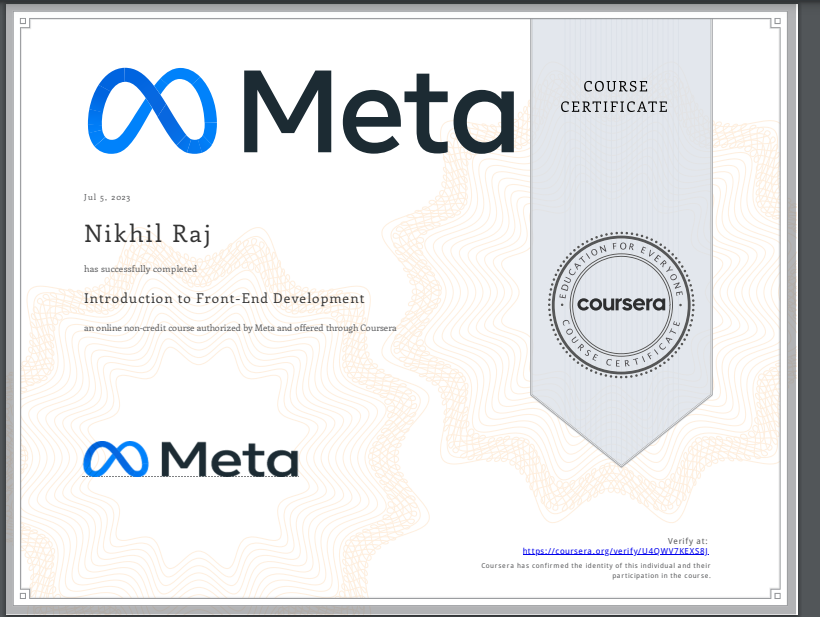 Meta
COURSE
CERTIFICATE
Jul 5, 2023
Nikhil Raj
has successfully completed
Introduction to Front-End Development
an online non-credit course authorized by Meta and offered through Coursera
EDUCATION FOR EVERYONE
coursera
COURSE CERTIFICATE
Meta
Verify at:
https://coursera.org/verify/U4QWV7KEXS8J
Coursera has confirmed the identity of this individual and their
participation in the course.